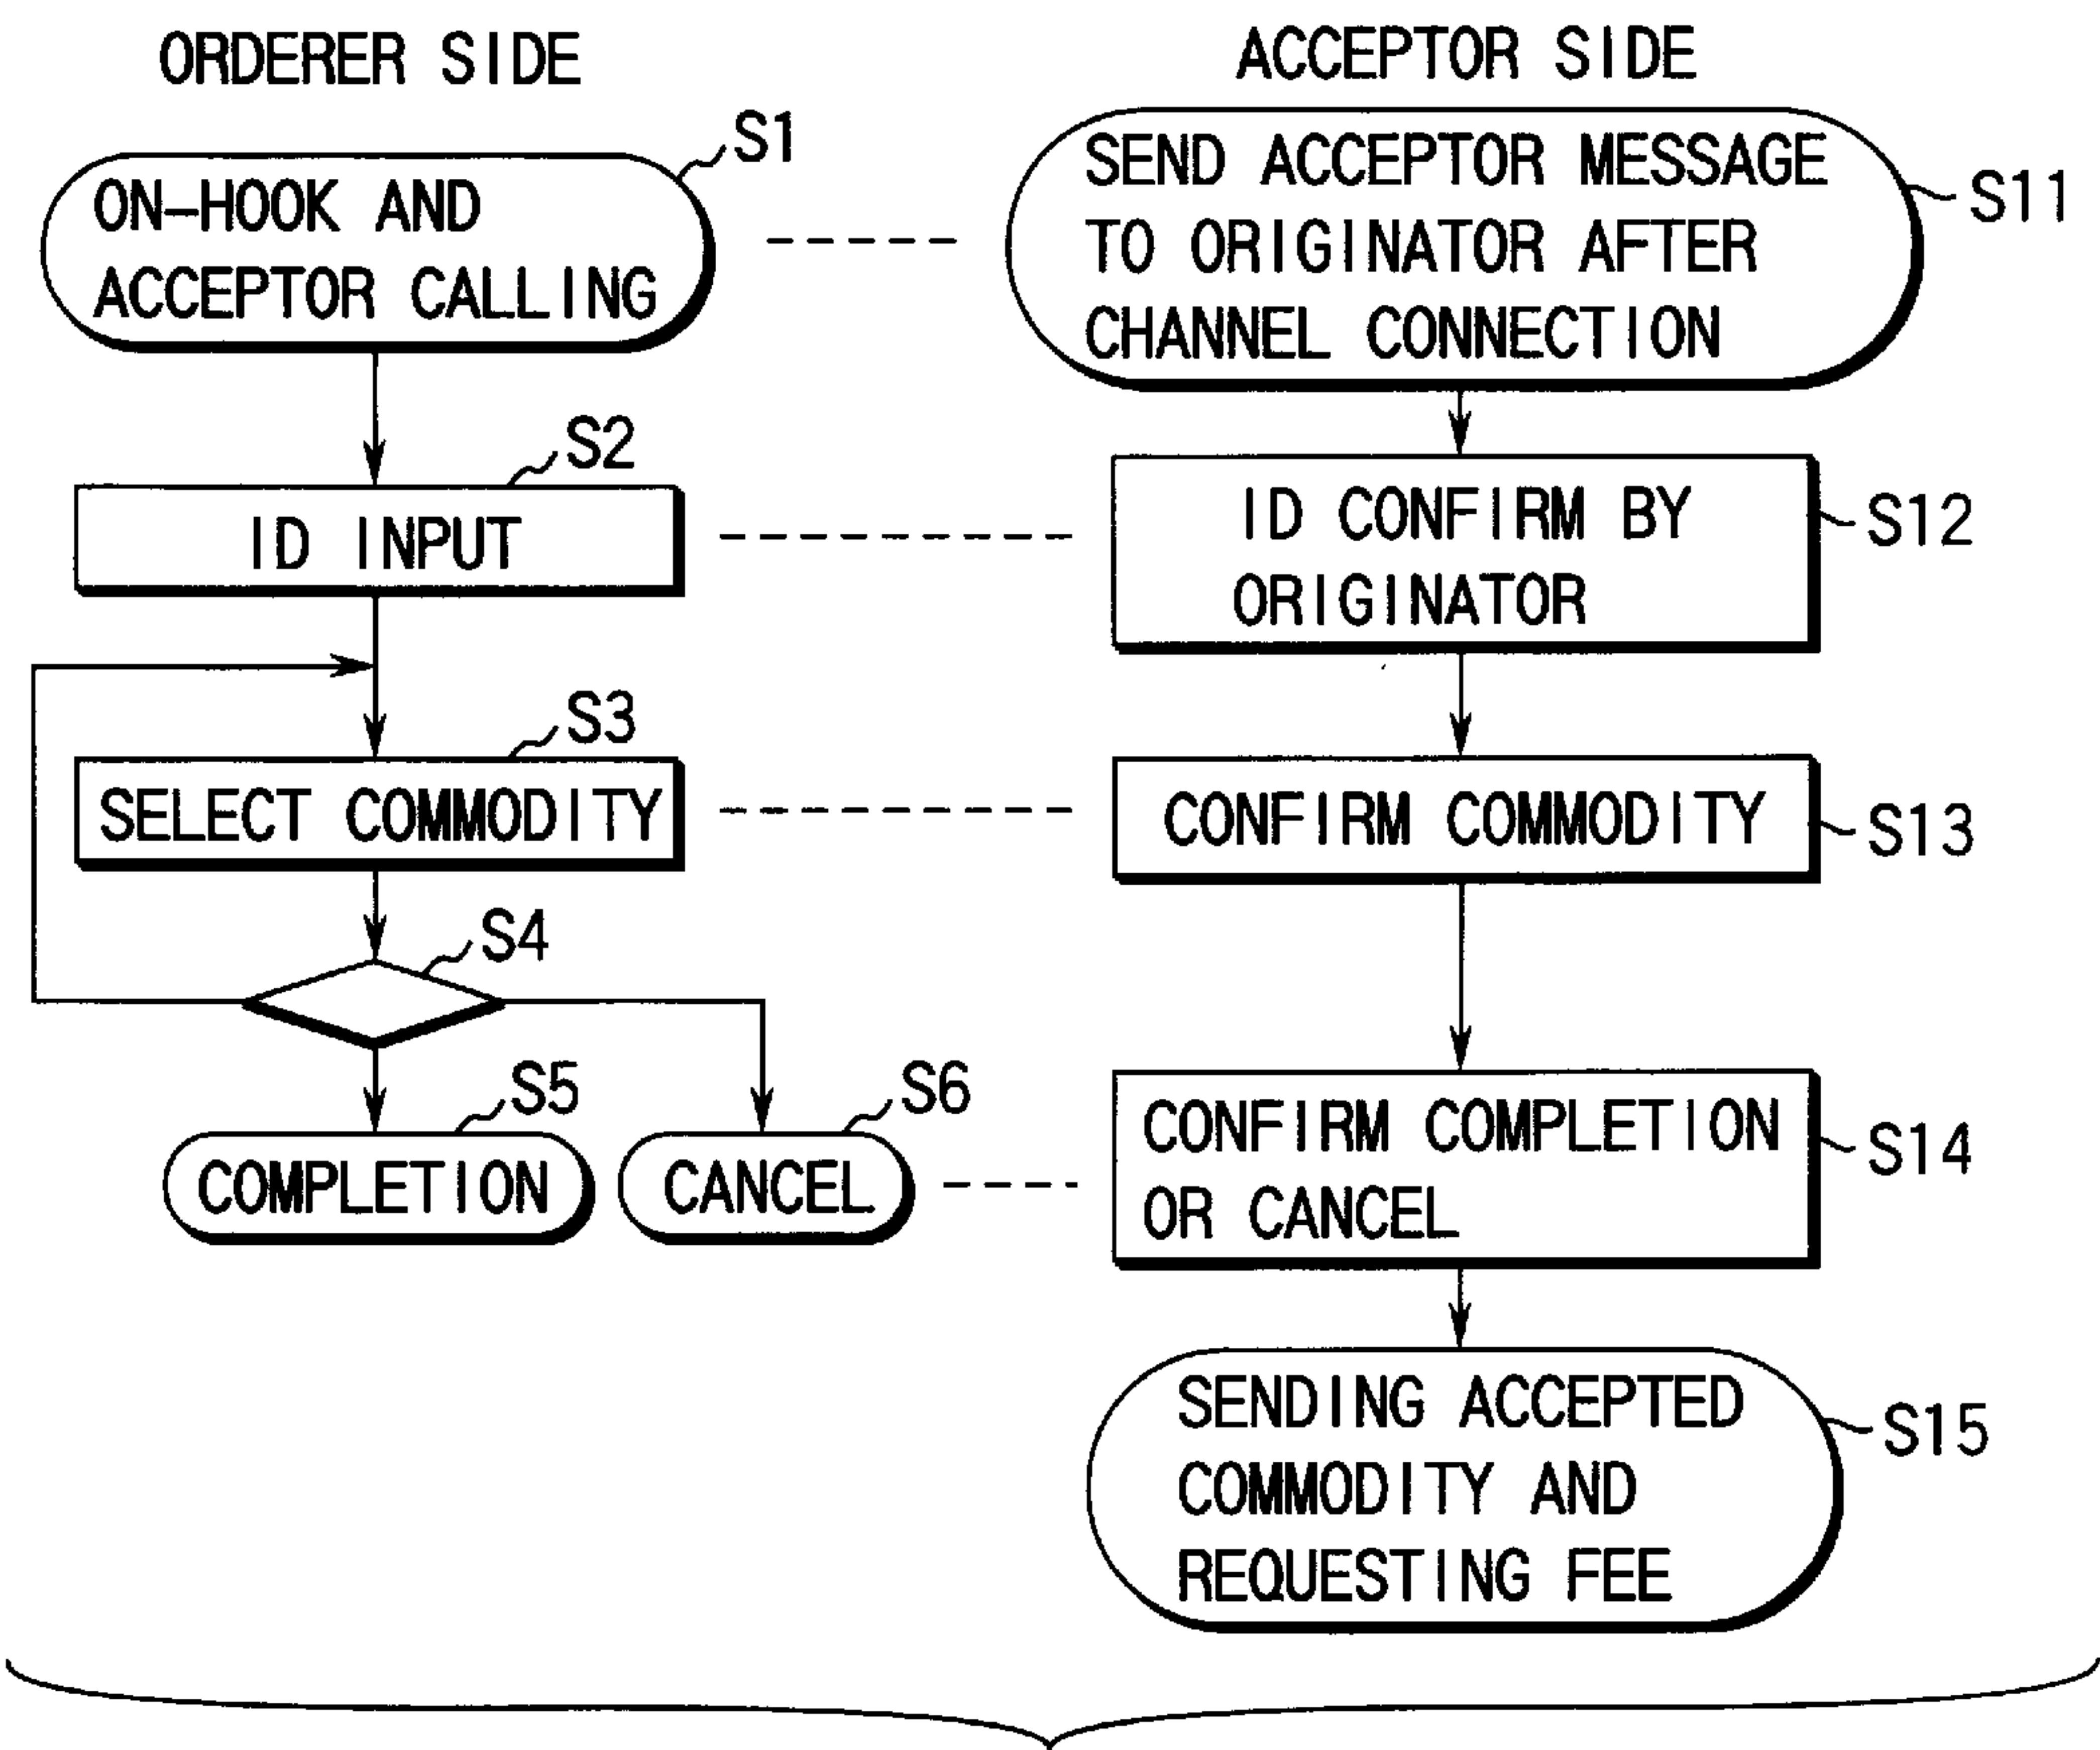 ORDERER SIDE
S1
ON-HOOK AND
ACCEPTOR CALLING
S2
ID INPUT
S3
SELECT COMMODITY
S4
S5
COMPLETION
S6
CANCEL
ACCEPTOR SIDE
SEND ACCEPTOR MESSAGE
TO ORIGINATOR AFTER
CHANNEL CONNECTION
S11
ID CONFIRM BY
ORIGINATOR
S12
CONFIRM COMMODITY
S13
CONFIRM COMPLETION
OR CANCEL
S14
SENDING ACCEPTED
COMMODITY AND
REQUESTING FEE
S15